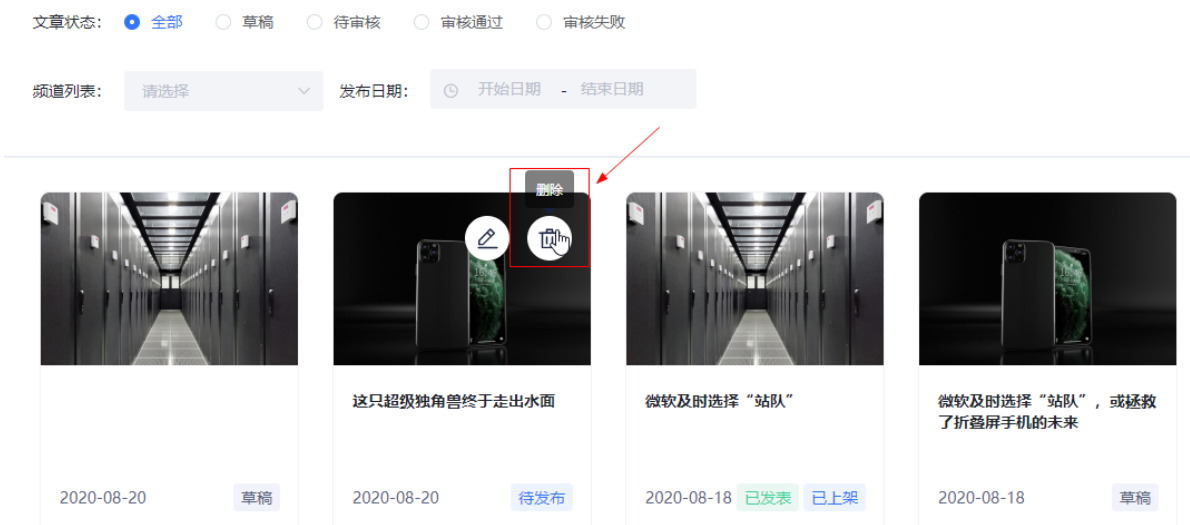 文章状态： 全部 草稿 待审核 审核通过 审核失败
频道列表： 请选择 发布日期： 开始日期 - 结束日期
删除
这只超级独角兽终于走出水面
微软及时选择“站队”
微软及时选择“站队”，或拯救
了折叠屏手机的未来
2020-08-20 草稿
2020-08-20 待发布
2020-08-18 已发表 已上架
2020-08-18 草稿